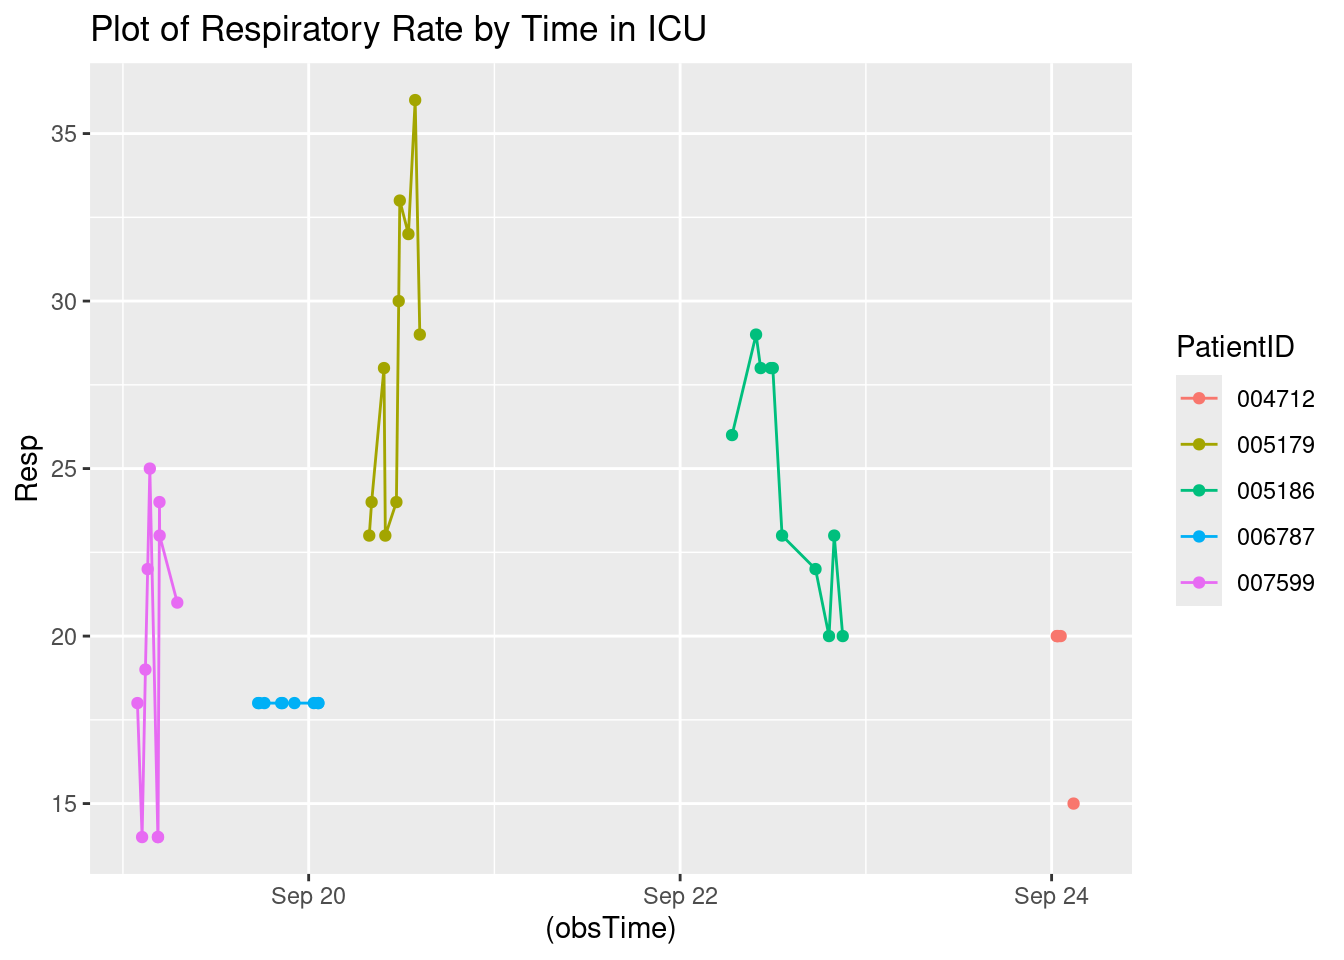 Plot of Respiratory Rate by Time in ICU
Resp
35
30
25
20
15
Sep 20
Sep 22
Sep 24
(obsTime)
PatientID
004712
005179
005186
006787
007599